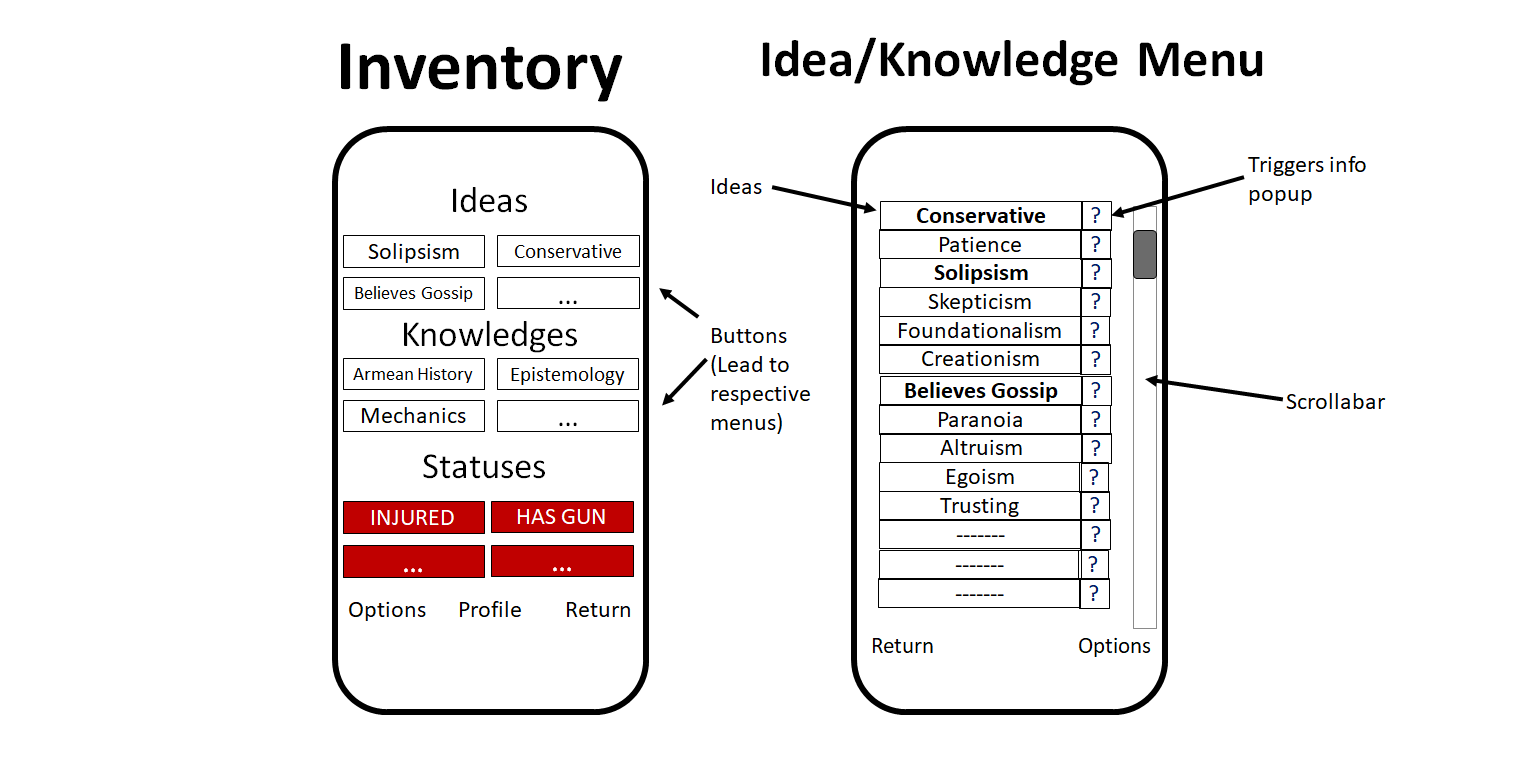 Inventory
Ideas
Solipsism
Conservative
Believes Gossip
...
Knowledges
Armean History
Epistemology
Mechanics
...
Statuses
INJURED
HAS GUN
...
...
Options Profile Return
Buttons
(Lead to
respective
menus)
Idea/Knowledge Menu
Ideas
Triggers info
popup
Conservative ?
Patience ?
Solipsism ?
Skepticism ?
Foundationalism ?
Creationism ?
Believes Gossip ?
Paranoia ?
Altruism ?
Egoism ?
Trusting ?
------- ?
------- ?
------- ?
Scrollabar
Return Options